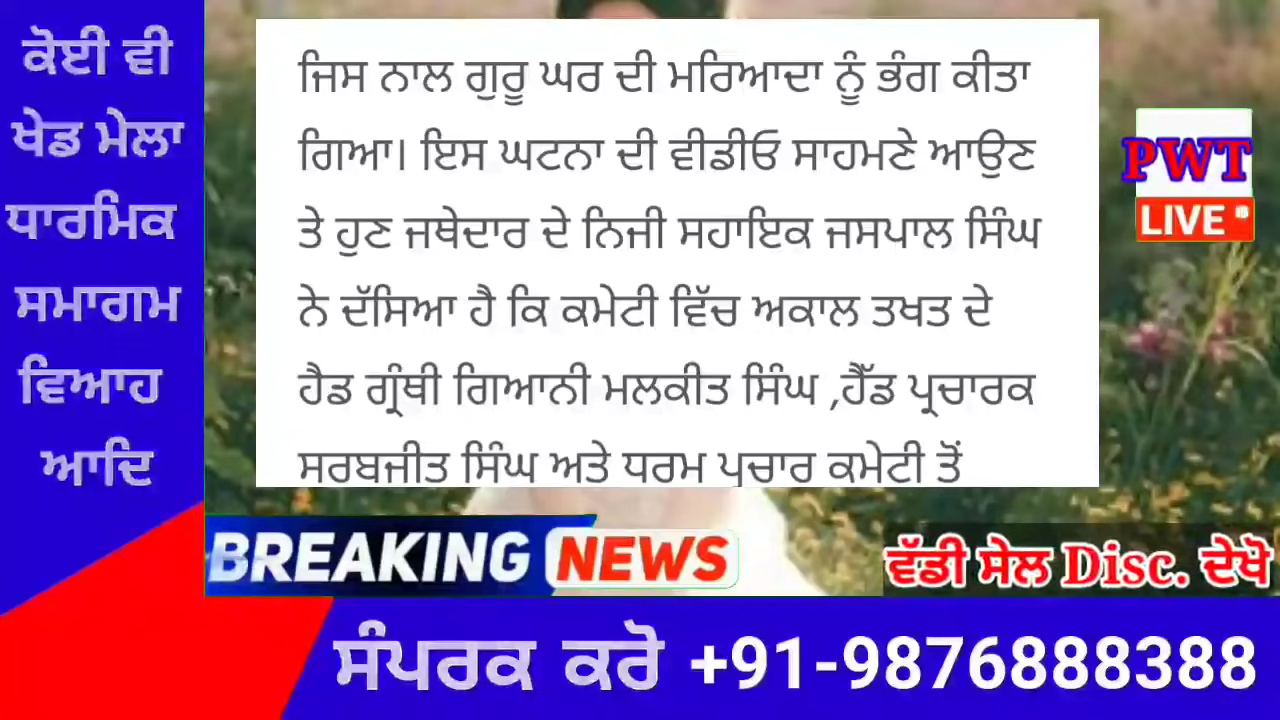 ਕੋਈ ਵੀ
ਖੇਡ ਮੇਲਾ
ਧਾਰਮਿਕ
ਸਮਾਗਮ
ਵਿਆਹ
ਆਦਿ
ਜਿਸ ਨਾਲ ਗੁਰੂ ਘਰ ਦੀ ਮਰਿਆਦਾ ਨੂੰ ਭੰਗ ਕੀਤਾ
ਗਿਆ। ਇਸ ਘਟਨਾ ਦੀ ਵੀਡੀਓ ਸਾਹਮਣੇ ਆਉਣ
ਤੇ ਹੁਣ ਜਥੇਦਾਰ ਦੇ ਨਿਜੀ ਸਹਾਇਕ ਜਸਪਾਲ ਸਿੰਘ
ਨੇ ਦੱਸਿਆ ਹੈ ਕਿ ਕਮੇਟੀ ਵਿੱਚ ਅਕਾਲ ਤਖਤ ਦੇ
ਹੈਡ ਗ੍ਰੰਥੀ ਗਿਆਨੀ ਮਲਕੀਤ ਸਿੰਘ ,ਹੈੱਡ ਪ੍ਰਚਾਰਕ
ਸਰਬਜੀਤ ਸਿੰਘ ਅਤੇ ਧਰਮ ਪ੍ਰਚਾਰ ਕਮੇਟੀ ਤੋਂ
PWT
LIVE
BREAKING NEWS
ਵੱਡੀ ਸੇਲ Disc. ਦੇਖੋ
ਸੰਪਰਕ ਕਰੋ +91-9876888388